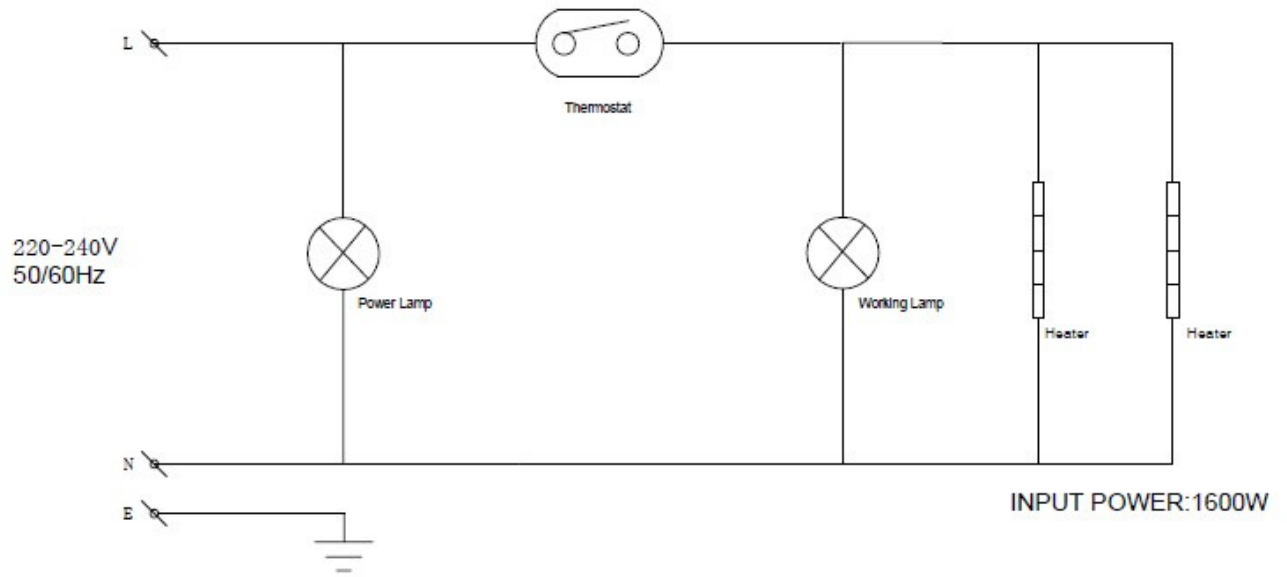 L
Thermostat
220-240V
50/60Hz
Power Lamp
Working Lamp
Heater
Heater
N
E
INPUT POWER:1600W